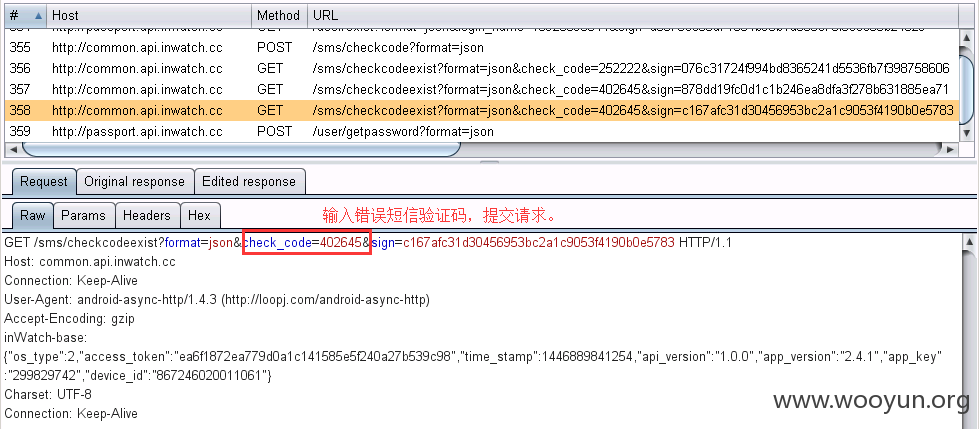 # Host Method URL
355 http://common.api.inwatch.cc POST /sms/checkcode?format=json
356 http://common.api.inwatch.cc GET /sms/checkcodeexist?format=json&check_code=252222&sign=076c31724f994bd8365241d5536fb7f398758606
357 http://common.api.inwatch.cc GET /sms/checkcodeexist?format=json&check_code=402645&sign=878dd19fc0d1c1b246ea8dfa3f278b631885ea71
358 http://common.api.inwatch.cc GET /sms/checkcodeexist?format=json&check_code=402645&sign=c167afc31d30456953bc2a1c9053f4190b0e5783
359 http://passport.api.inwatch.cc POST /user/getpassword?format=json
Request Original response Edited response
Raw Params Headers Hex
输入错误短信验证码，提交请求。
GET /sms/checkcodeexist?format=json&check_code=402645&sign=c167afc31d30456953bc2a1c9053f4190b0e5783 HTTP/1.1
Host: common.api.inwatch.cc
Connection: Keep-Alive
User-Agent: android-async-http/1.4.3 (http://loopj.com/android-async-http)
Accept-Encoding: gzip
inWatch-base:
{"os_type":2,"access_token":"ea6f1872ea779d0a1c141585e5f240a27b539c98","time_stamp":1446889841254,"api_version":"1.0.0","app_version":"2.4.1","app_key"
:"299829742","device_id":"867246020011061"}
Charset: UTF-8
Connection: Keep-Alive
www.wooyun.org